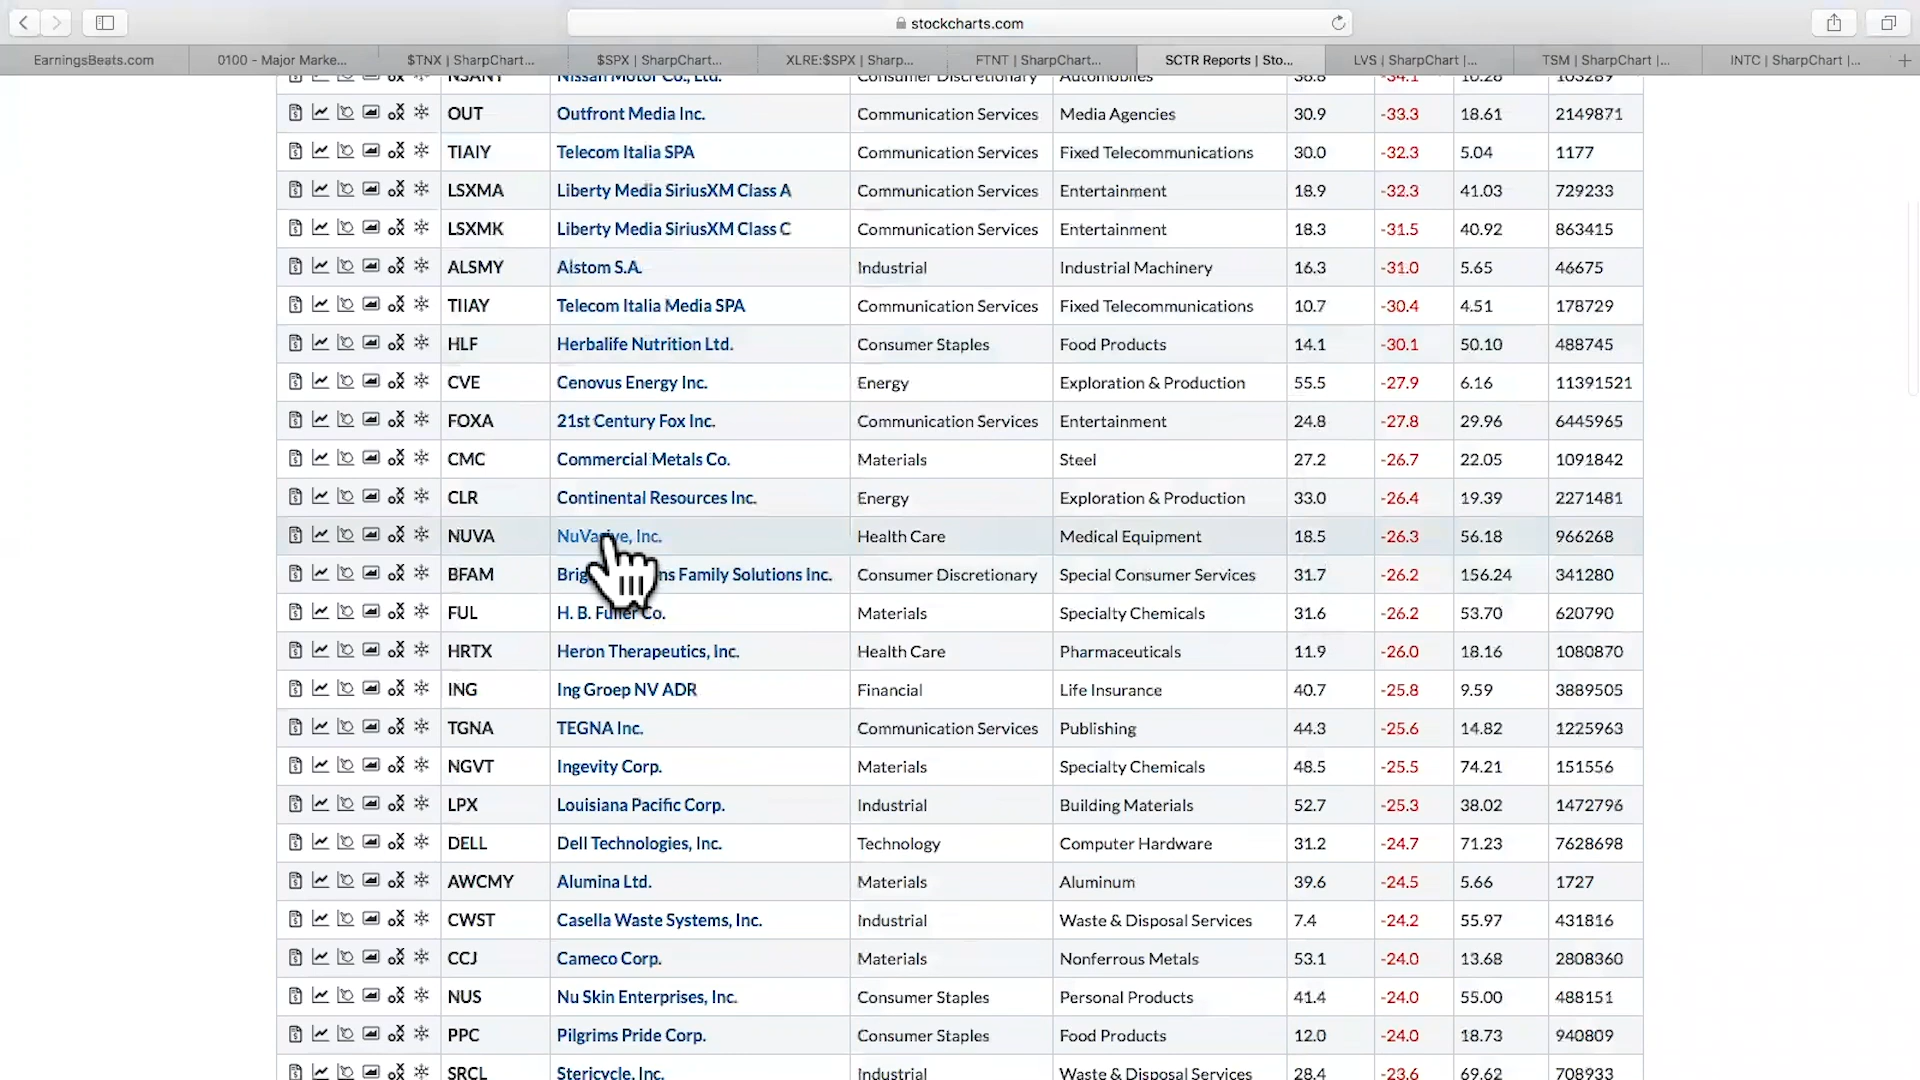 stockcharts.com
EarningsBeats.com 0100 - Major Marke... $TNX | SharpChart... $SPX | SharpChart... XLRE:$SPX | Sharp... FTNT | SharpChart... SCTR Reports | Sto... LVS | SharpChart |... TSM | SharpChart |... INTC | SharpChart |...
NSANY Nissan Motor Co., Ltd. Consumer Discretionary Automobiles -34.1 10.28 103289
OUT Outfront Media Inc. Communication Services Media Agencies 30.9 -33.3 18.61 2149871
TIAIY Telecom Italia SPA Communication Services Fixed Telecommunications 30.0 -32.3 5.04 1177
LSXMA Liberty Media SiriusXM Class A Communication Services Entertainment 18.9 -32.3 41.03 729233
LSXMK Liberty Media SiriusXM Class C Communication Services Entertainment 18.3 -31.5 40.92 863415
ALSMY Alstom S.A. Industrial Industrial Machinery 16.3 -31.0 5.65 46675
TIIAY Telecom Italia Media SPA Communication Services Fixed Telecommunications 10.7 -30.4 4.51 178729
HLF Herbalife Nutrition Ltd. Consumer Staples Food Products 14.1 -30.1 50.10 488745
CVE Cenovus Energy Inc. Energy Exploration & Production 55.5 -27.9 6.16 11391521
FOXA 21st Century Fox Inc. Communication Services Entertainment 24.8 -27.8 29.96 6445965
CMC Commercial Metals Co. Materials Steel 27.2 -26.7 22.05 1091842
CLR Continental Resources Inc. Energy Exploration & Production 33.0 -26.4 19.39 2271481
NUVA NuVasive, Inc. Health Care Medical Equipment 18.5 -26.3 56.18 966268
BFAM Family Solutions Inc. Consumer Discretionary Special Consumer Services 31.7 -26.2 156.24 341280
FUL H. B. Fuller Co. Materials Specialty Chemicals 31.6 -26.2 53.70 620790
HRTX Heron Therapeutics, Inc. Health Care Pharmaceuticals 11.9 -26.0 18.16 1080870
ING Ing Groep NV ADR Financial Life Insurance 40.7 -25.8 9.59 3889505
TGNA TEGNA Inc. Communication Services Publishing 44.3 -25.6 14.82 1225963
NGVT Ingevity Corp. Materials Specialty Chemicals 48.5 -25.5 74.21 151556
LPX Louisiana Pacific Corp. Industrial Building Materials 52.7 -25.3 38.02 1472796
DELL Dell Technologies, Inc. Technology Computer Hardware 31.2 -24.7 71.23 7628698
AWCMY Alumina Ltd. Materials Aluminum 39.6 -24.5 5.66 1727
CWST Casella Waste Systems, Inc. Industrial Waste & Disposal Services 7.4 -24.2 55.97 431816
CCJ Cameco Corp. Materials Nonferrous Metals 53.1 -24.0 13.68 2808360
NUS Nu Skin Enterprises, Inc. Consumer Staples Personal Products 41.4 -24.0 55.00 488151
PPC Pilgrims Pride Corp. Consumer Staples Food Products 12.0 -24.0 18.73 940809
SRCL Stericycle, Inc. Industrial Waste & Disposal Services 28.4 -23.6 69.62 708933